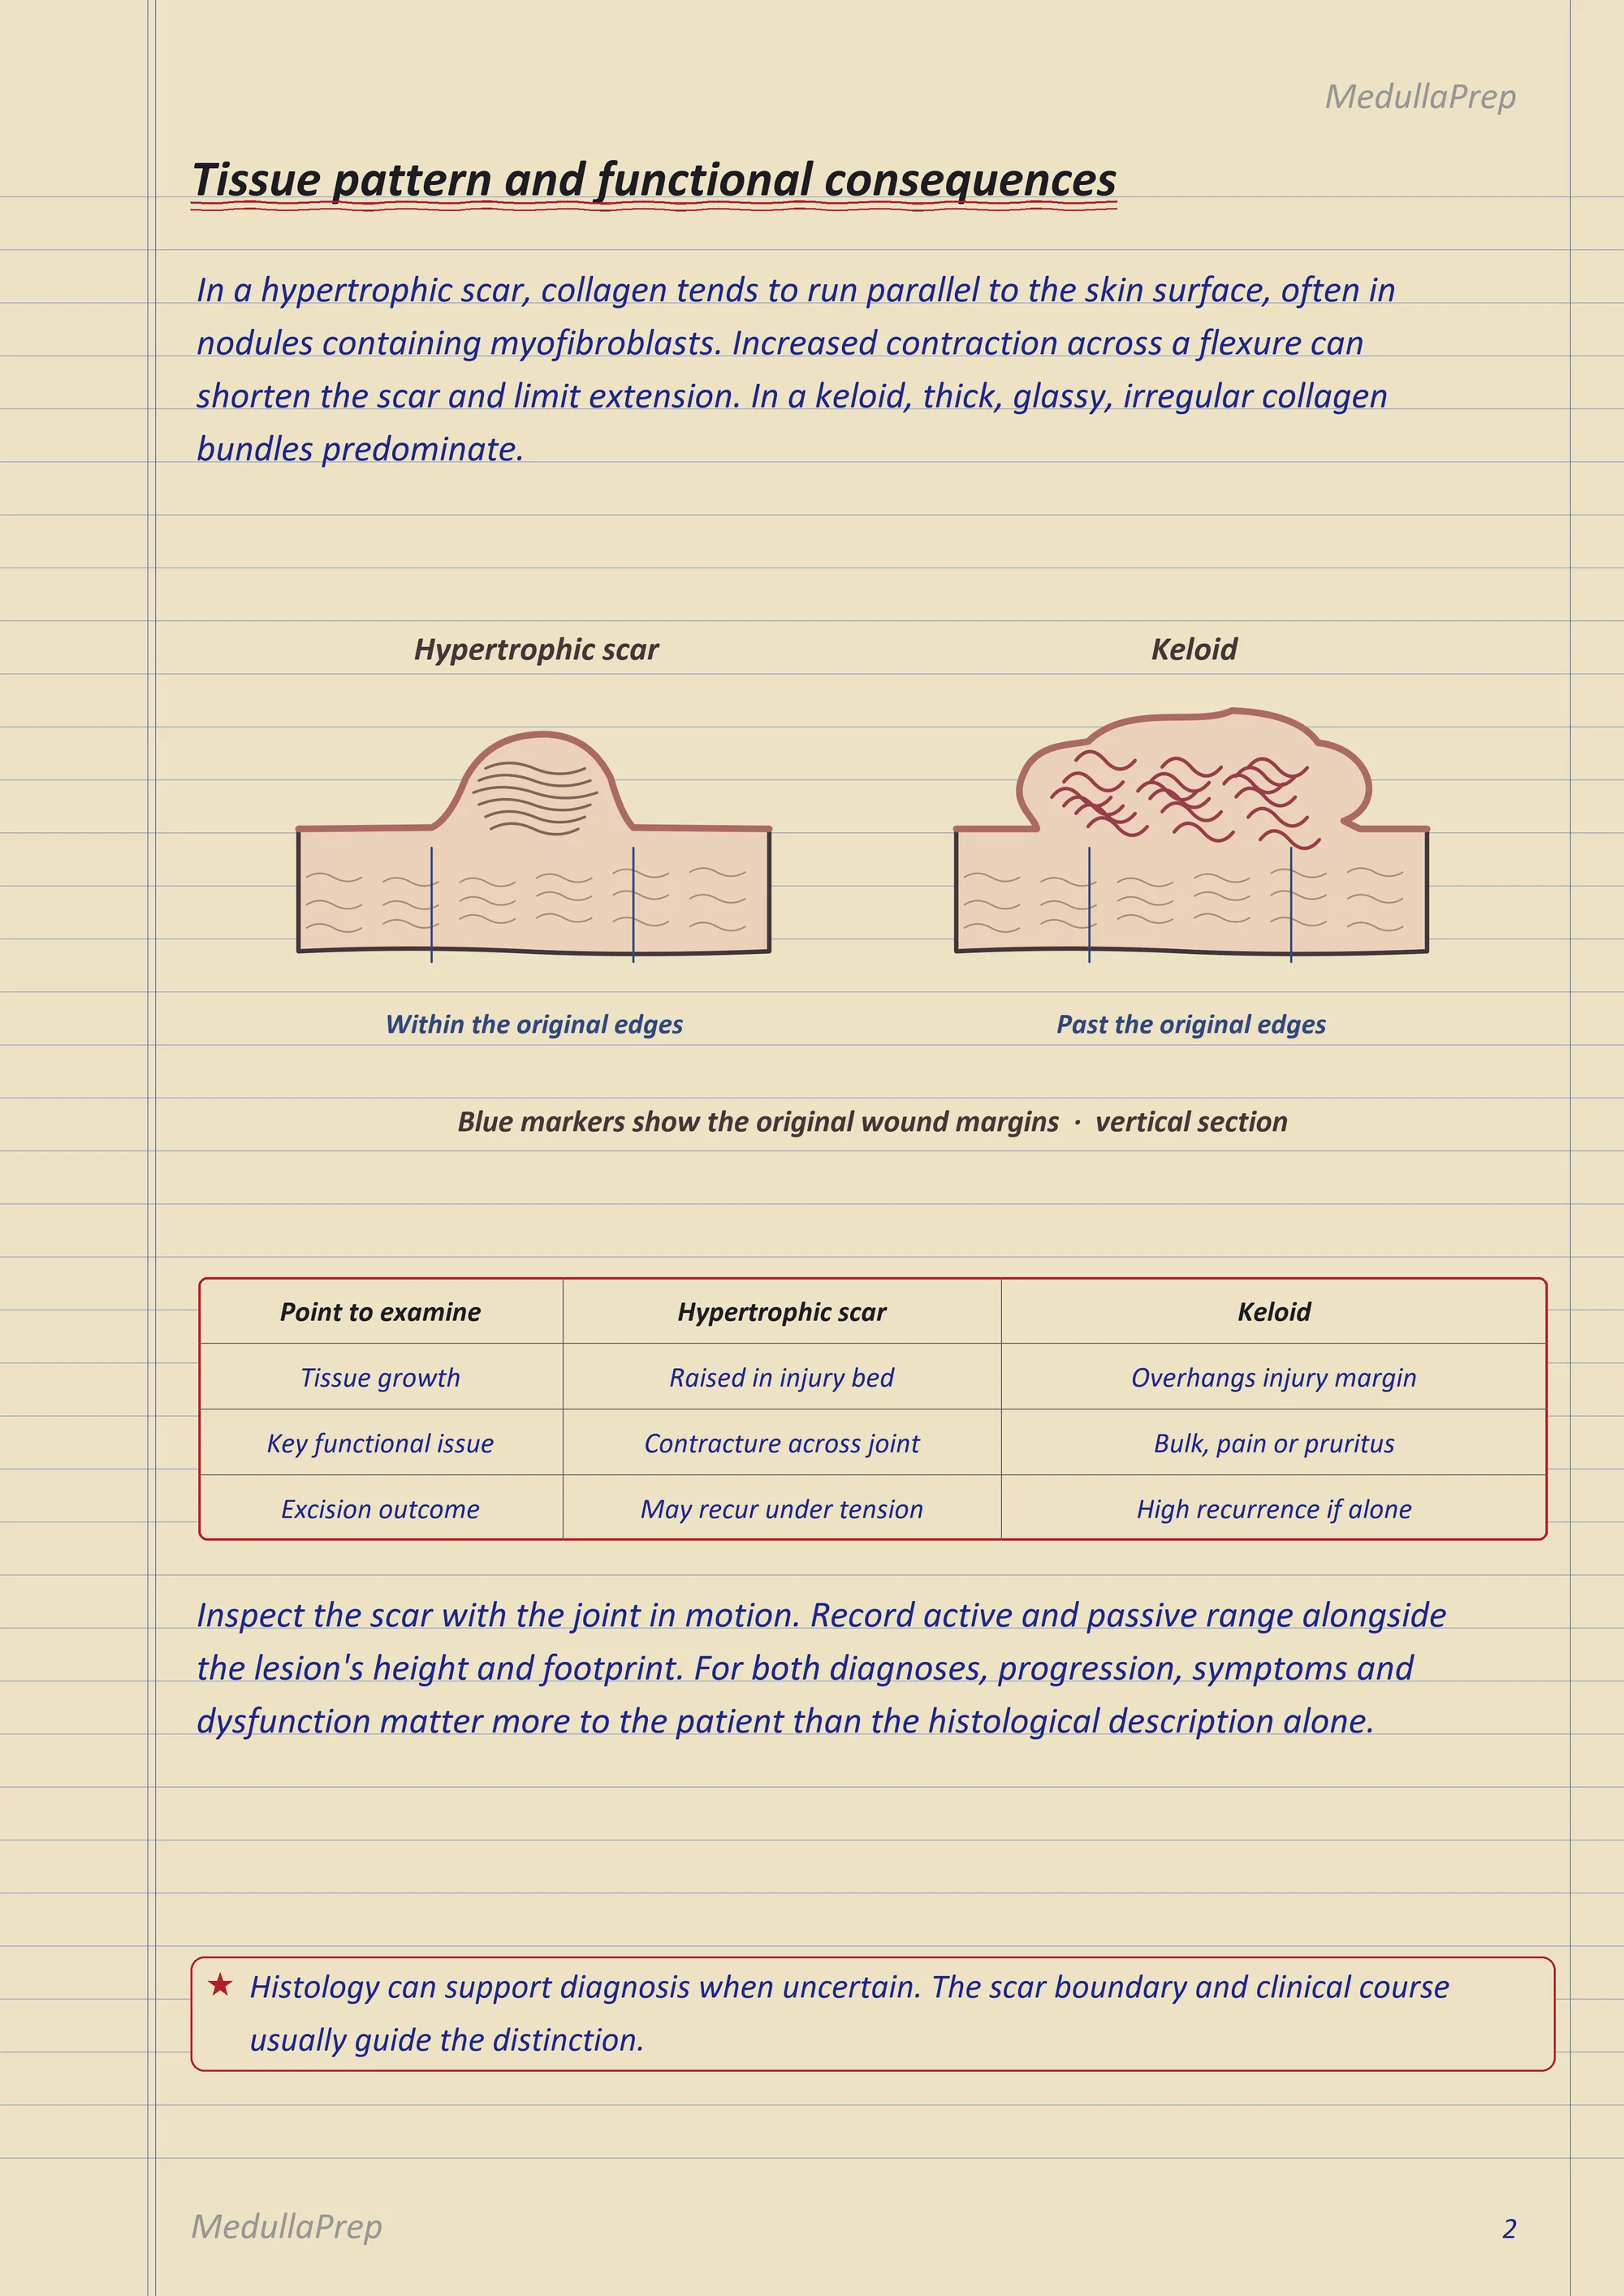 MedullaPrep
Tissue pattern and functional consequences
In a hypertrophic scar, collagen tends to run parallel to the skin surface, often in
nodules containing myofibroblasts. Increased contraction across a flexure can
shorten the scar and limit extension. In a keloid, thick, glassy, irregular collagen
bundles predominate.
Hypertrophic scar Keloid
Within the original edges Past the original edges
Blue markers show the original wound margins · vertical section
Point to examine Hypertrophic scar Keloid
Tissue growth Raised in injury bed Overhangs injury margin
Key functional issue Contracture across joint Bulk, pain or pruritus
Excision outcome May recur under tension High recurrence if alone
Inspect the scar with the joint in motion. Record active and passive range alongside
the lesion's height and footprint. For both diagnoses, progression, symptoms and
dysfunction matter more to the patient than the histological description alone.
★ Histology can support diagnosis when uncertain. The scar boundary and clinical course
usually guide the distinction.
MedullaPrep 2